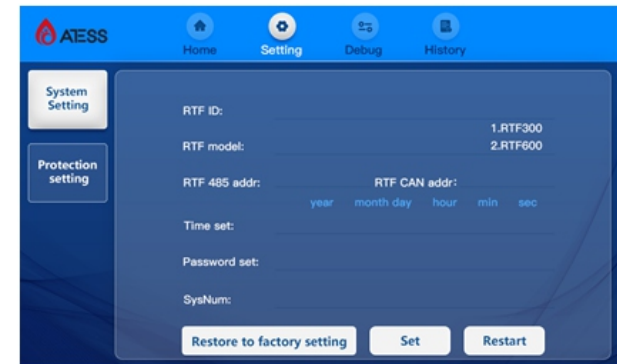 ATESS
Home Setting Debug History
System
Setting
Protection
setting
RTF ID:
1.RTF300
RTF model: 2.RTF600
RTF 485 addr: RTF CAN addr:
year month day hour min sec
Time set:
Password set:
SysNum:
Restore to factory setting Set Restart